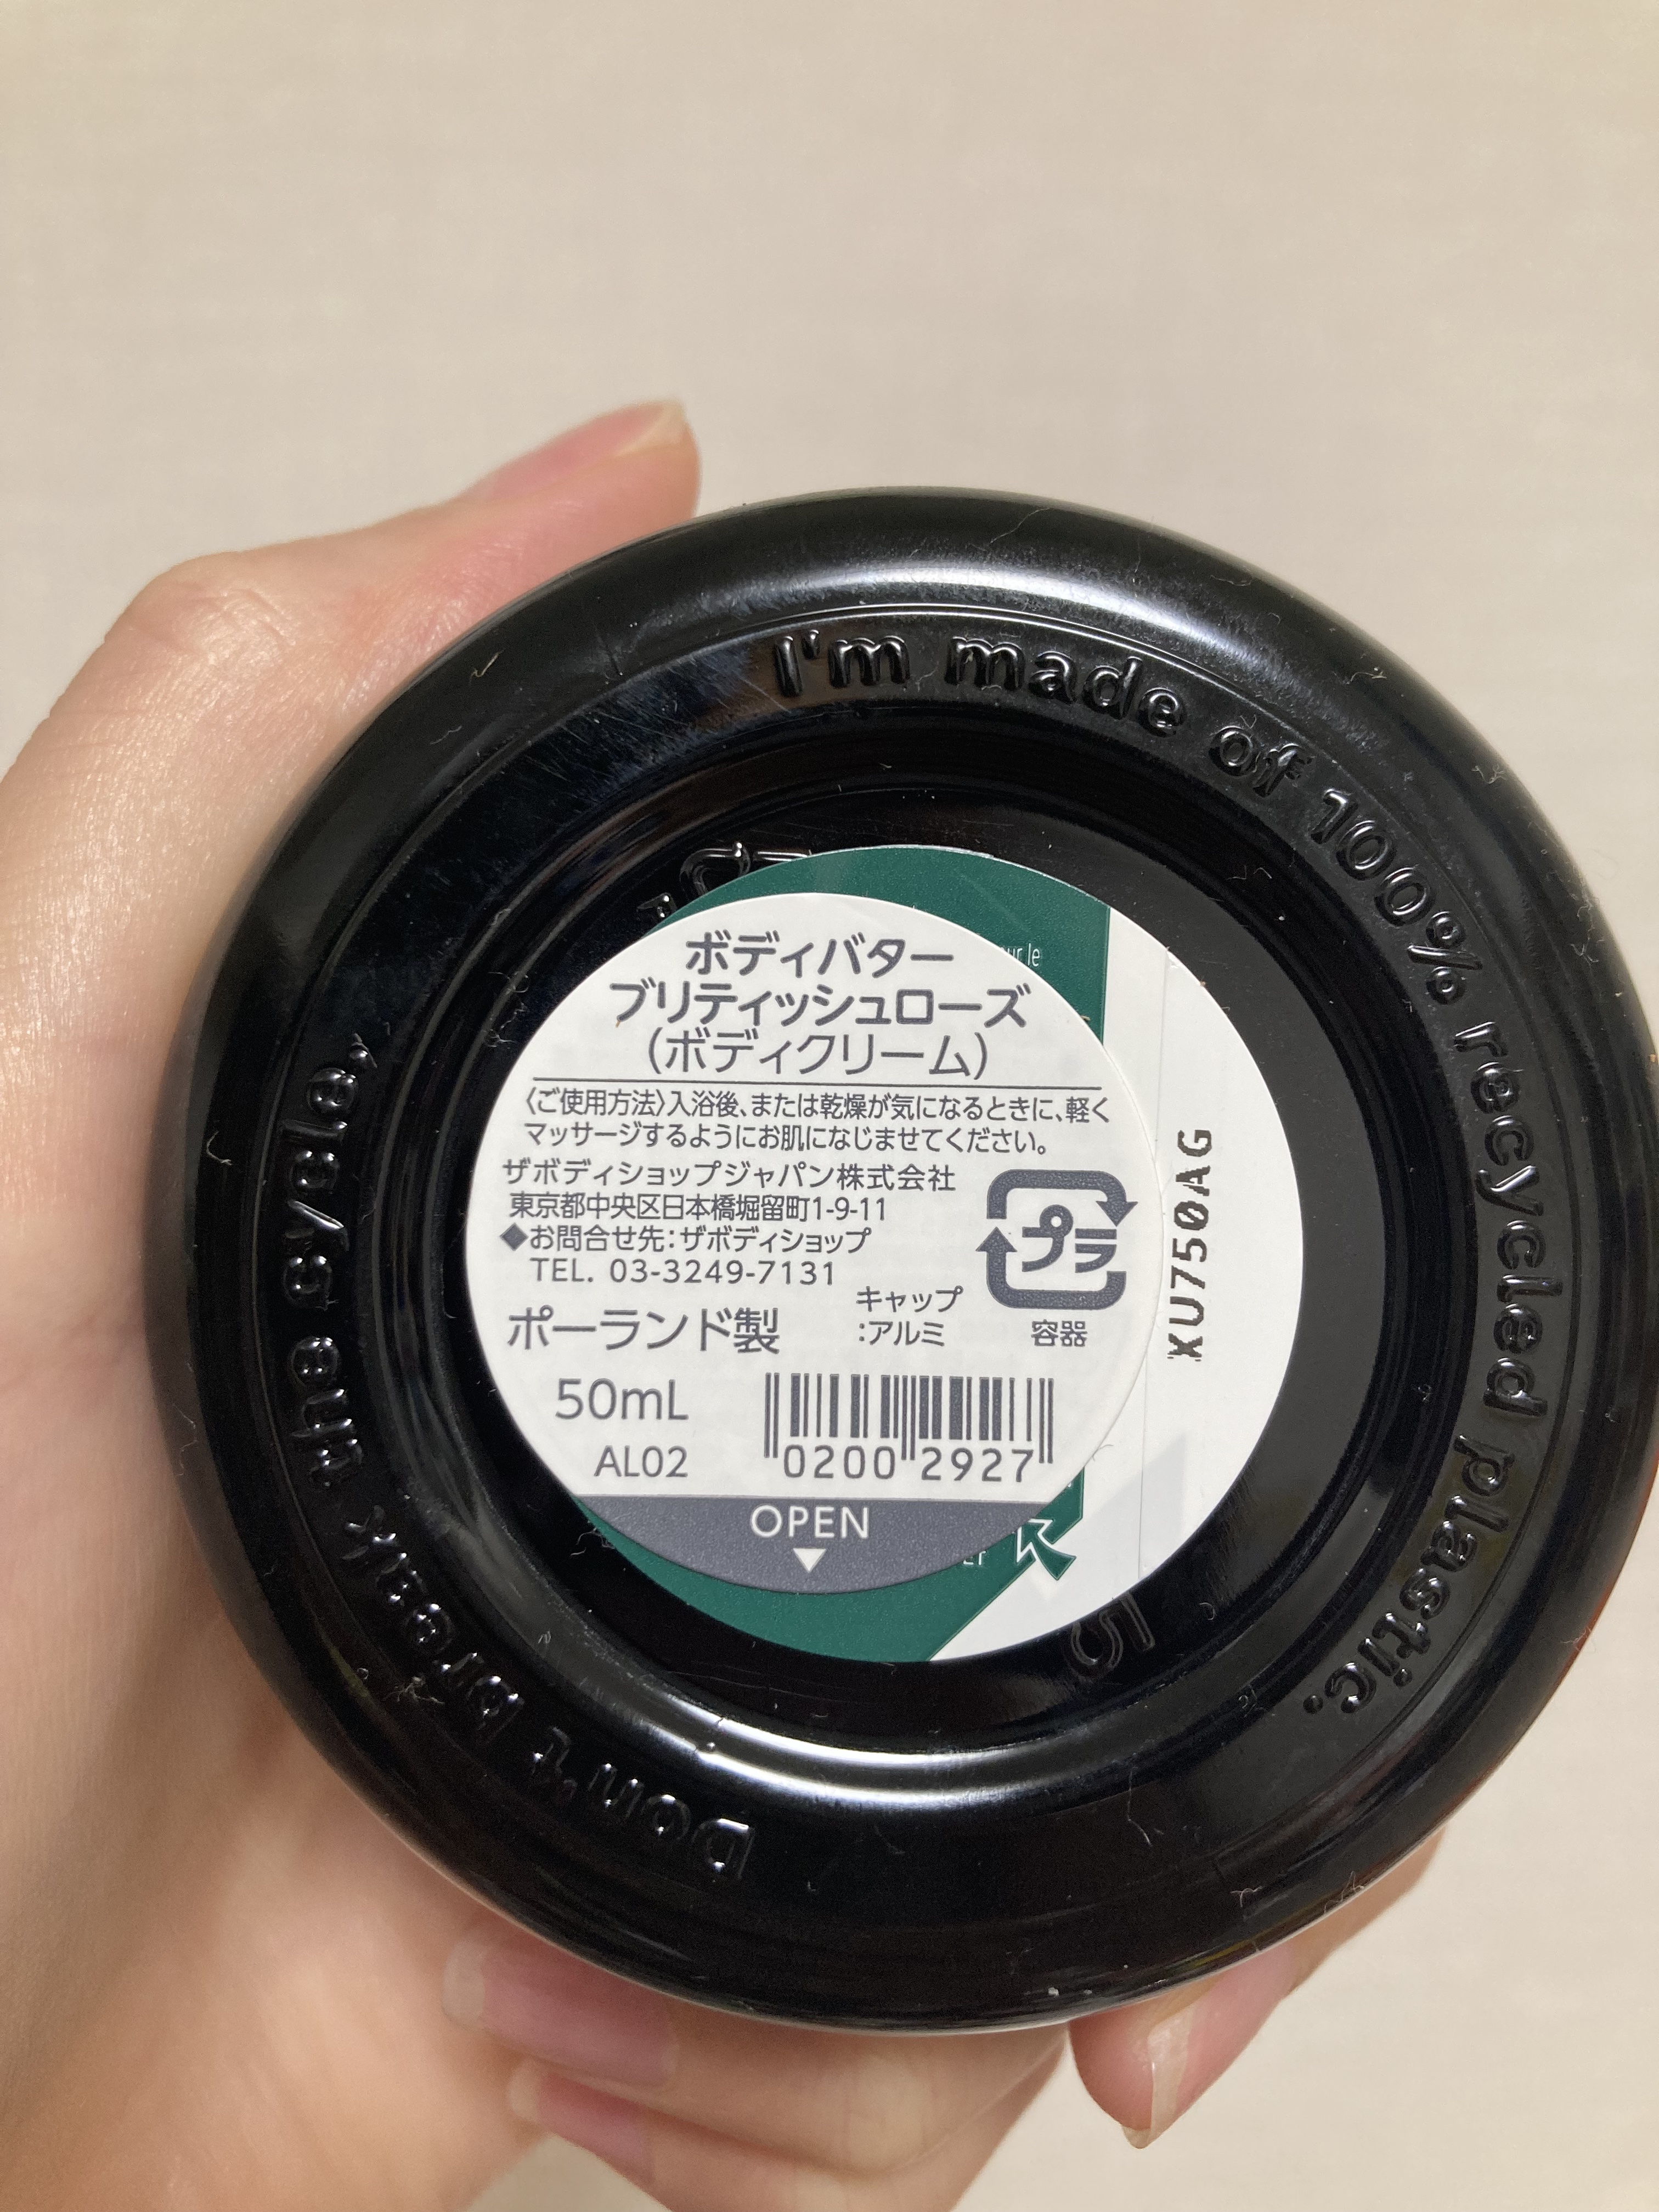 I'm made of 100% recycled plastic.
Don't break the cycle.
ボディバター
ブリティッシュローズ
(ボディクリーム)
〈ご使用方法〉入浴後、または乾燥が気になるときに、軽く
マッサージするようにお肌になじませてください。
ザボディショップジャパン株式会社
東京都中央区日本橋堀留町1-9-11
◆お問合せ先:ザボディショップ
TEL. 03-3249-7131
プラ
ポーランド製
キャップ
:アルミ
容器
50mL
AL02
0200 2927
OPEN
XU750AG
le